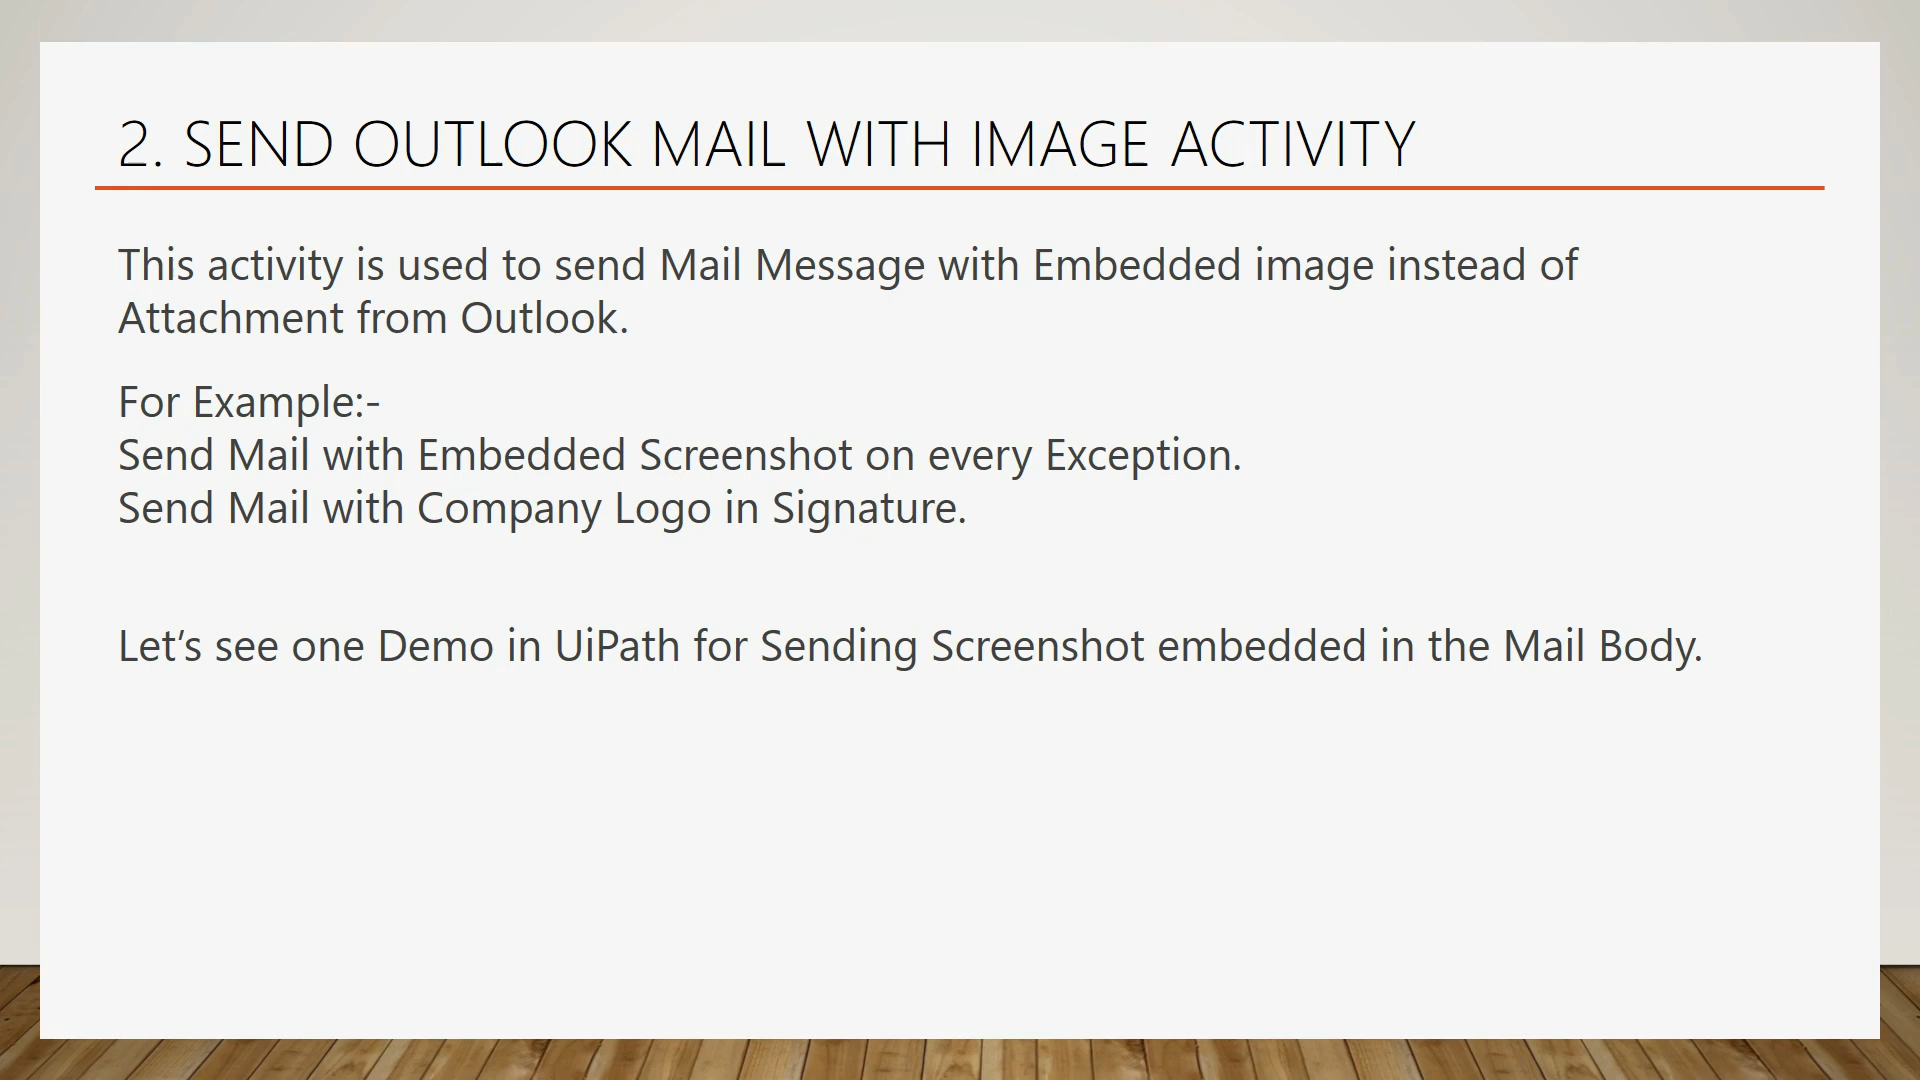 2. SEND OUTLOOK MAIL WITH IMAGE ACTIVITY
This activity is used to send Mail Message with Embedded image instead of
Attachment from Outlook.
For Example:-
Send Mail with Embedded Screenshot on every Exception.
Send Mail with Company Logo in Signature.
Let’s see one Demo in UiPath for Sending Screenshot embedded in the Mail Body.